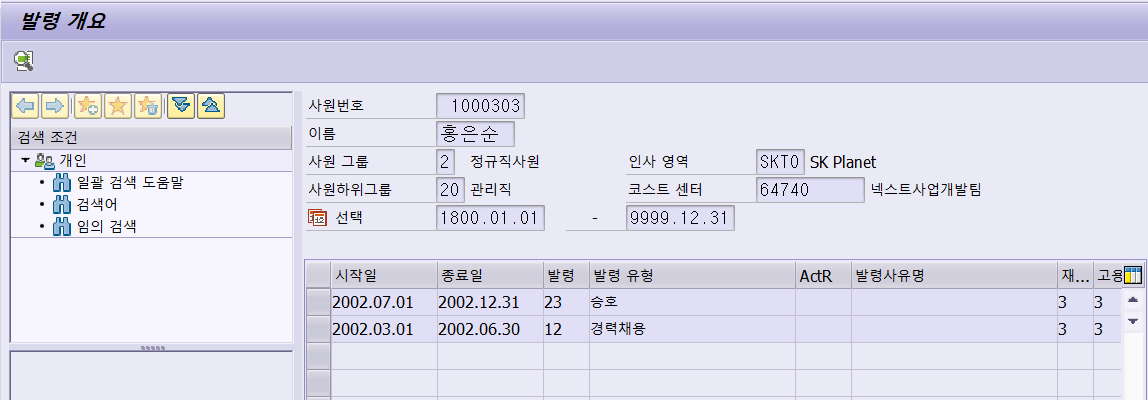 발령 개요
검색 조건
개인
일괄 검색 도움말
검색어
임의 검색
사원번호 1000303
이름 홍은순
사원 그룹 2 정규직사원 인사 영역 SKT0 SK Planet
사원하위그룹 20 관리직 코스트 센터 64740 넥스트사업개발팀
선택 1800.01.01 - 9999.12.31
시작일 종료일 발령 발령 유형 ActR 발령사유명 재... 고용
2002.07.01 2002.12.31 23 승호 3 3
2002.03.01 2002.06.30 12 경력채용 3 3